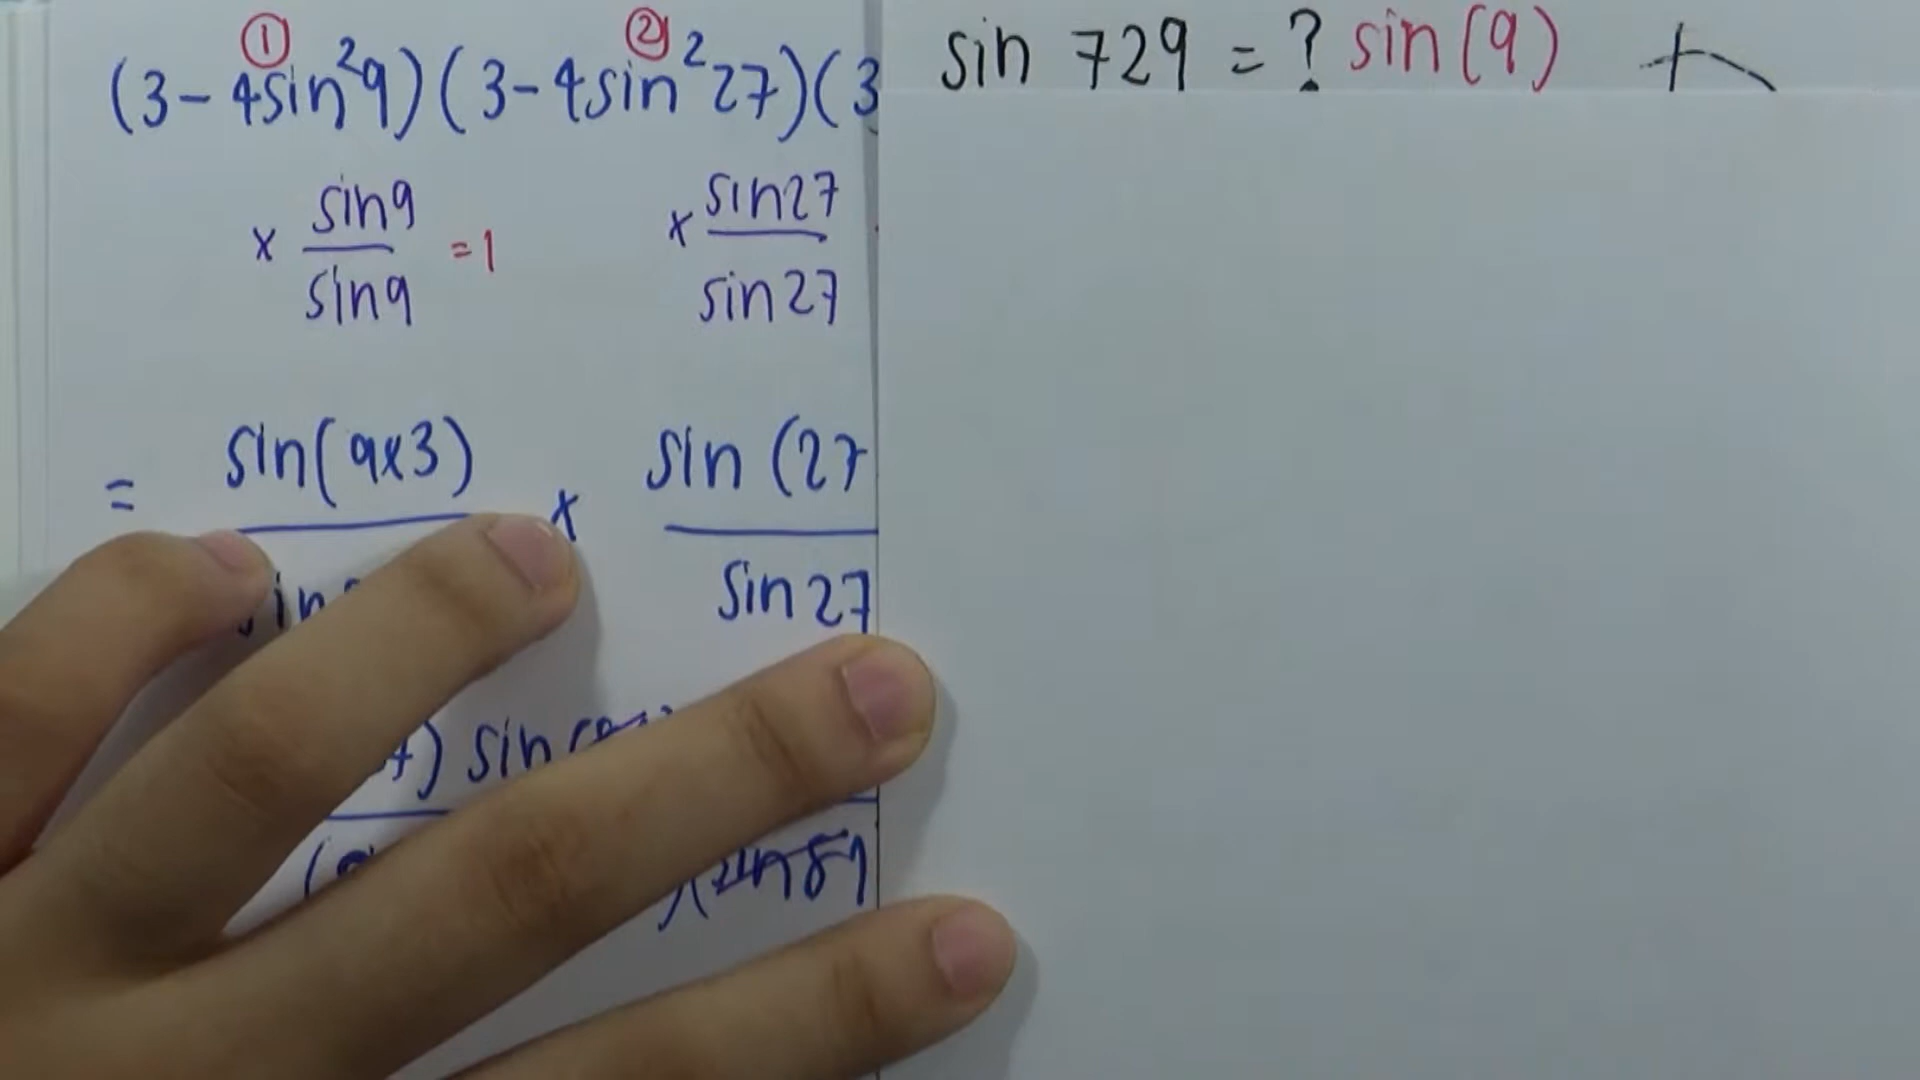 ① ②
(3-4sin²9)(3-4sin²27)(3
× sin9 / sin9 = 1 × sin27 / sin27
= sin(9×3) × sin(27
sin27
) sin
sin 729 = ? sin(9) +